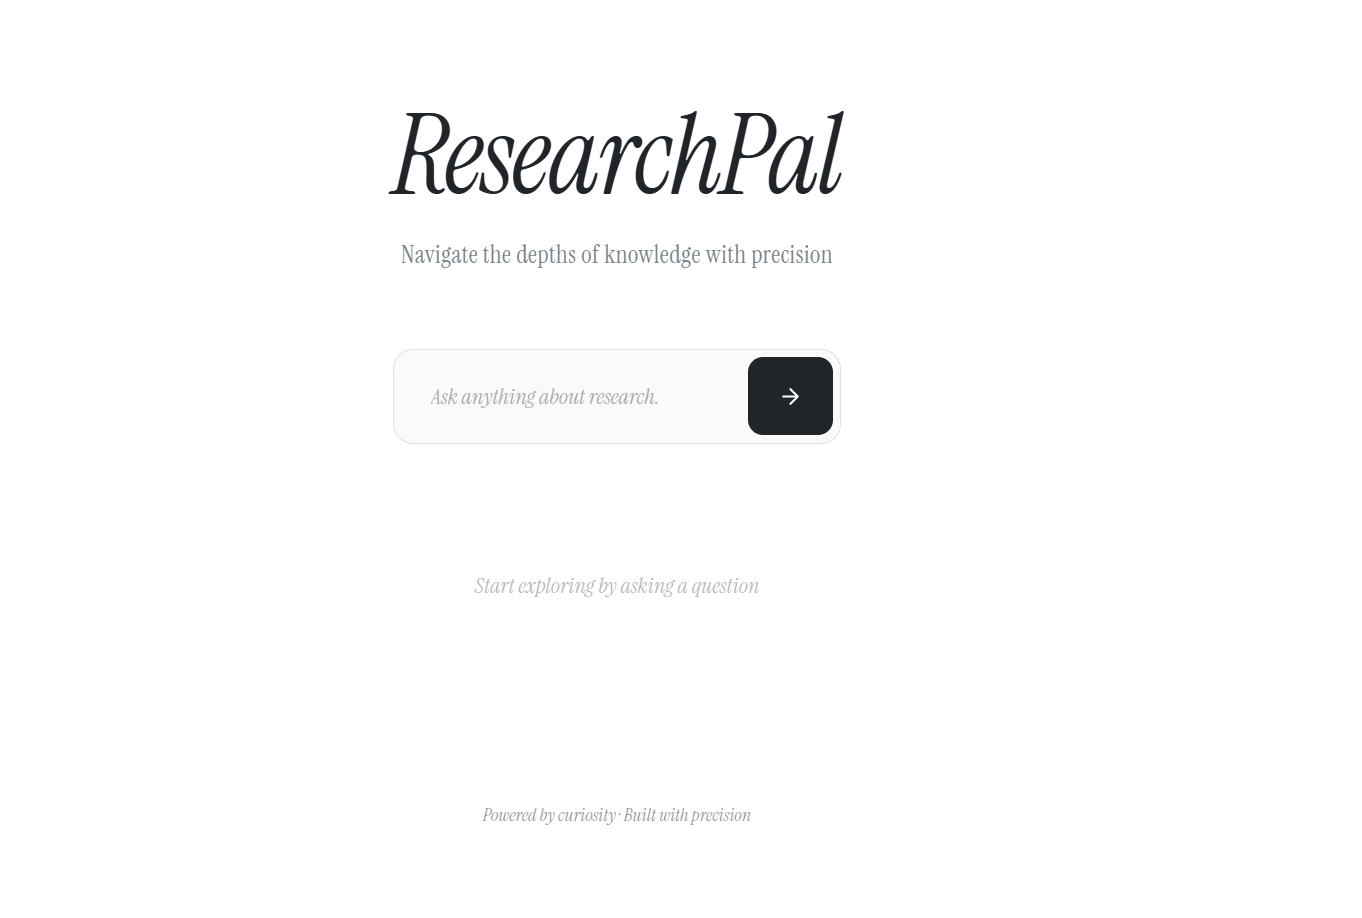 ResearchPal
Navigate the depths of knowledge with precision
Ask anything about research.
Start exploring by asking a question
Powered by curiosity · Built with precision